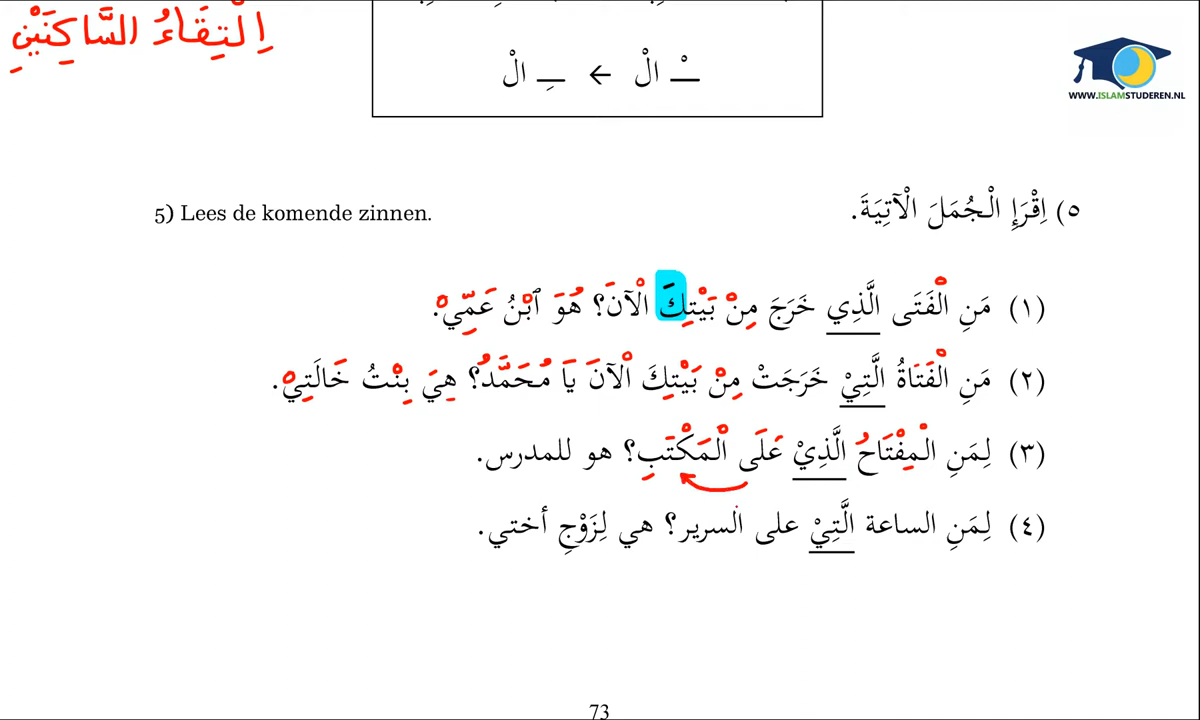 اِلْتِقَاءُ السَّاكِنَيْنِ
ـْ الْ ← ـِ الْ
WWW.ISLAMSTUDEREN.NL
5) Lees de komende zinnen.
٥) اِقْرَإِ الْجُمَلَ الْآتِيَةَ.
(١) مَنِ الْفَتَى الَّذِي خَرَجَ مِنْ بَيْتِكَ الْآنَ؟ هُوَ ٱبْنُ عَمِّيْ.
(٢) مَنِ الْفَتَاةُ الَّتِيْ خَرَجَتْ مِنْ بَيْتِكَ الْآنَ يَا مُحَمَّدُ؟ هِيَ بِنْتُ خَالَتِيْ.
(٣) لِمَنِ الْمِفْتَاحُ الَّذِيْ عَلَى الْمَكْتَبِ؟ هو للمدرس.
(٤) لِمَنِ الساعة الَّتِيْ على السرير؟ هي لِزَوْجِ أختي.
73